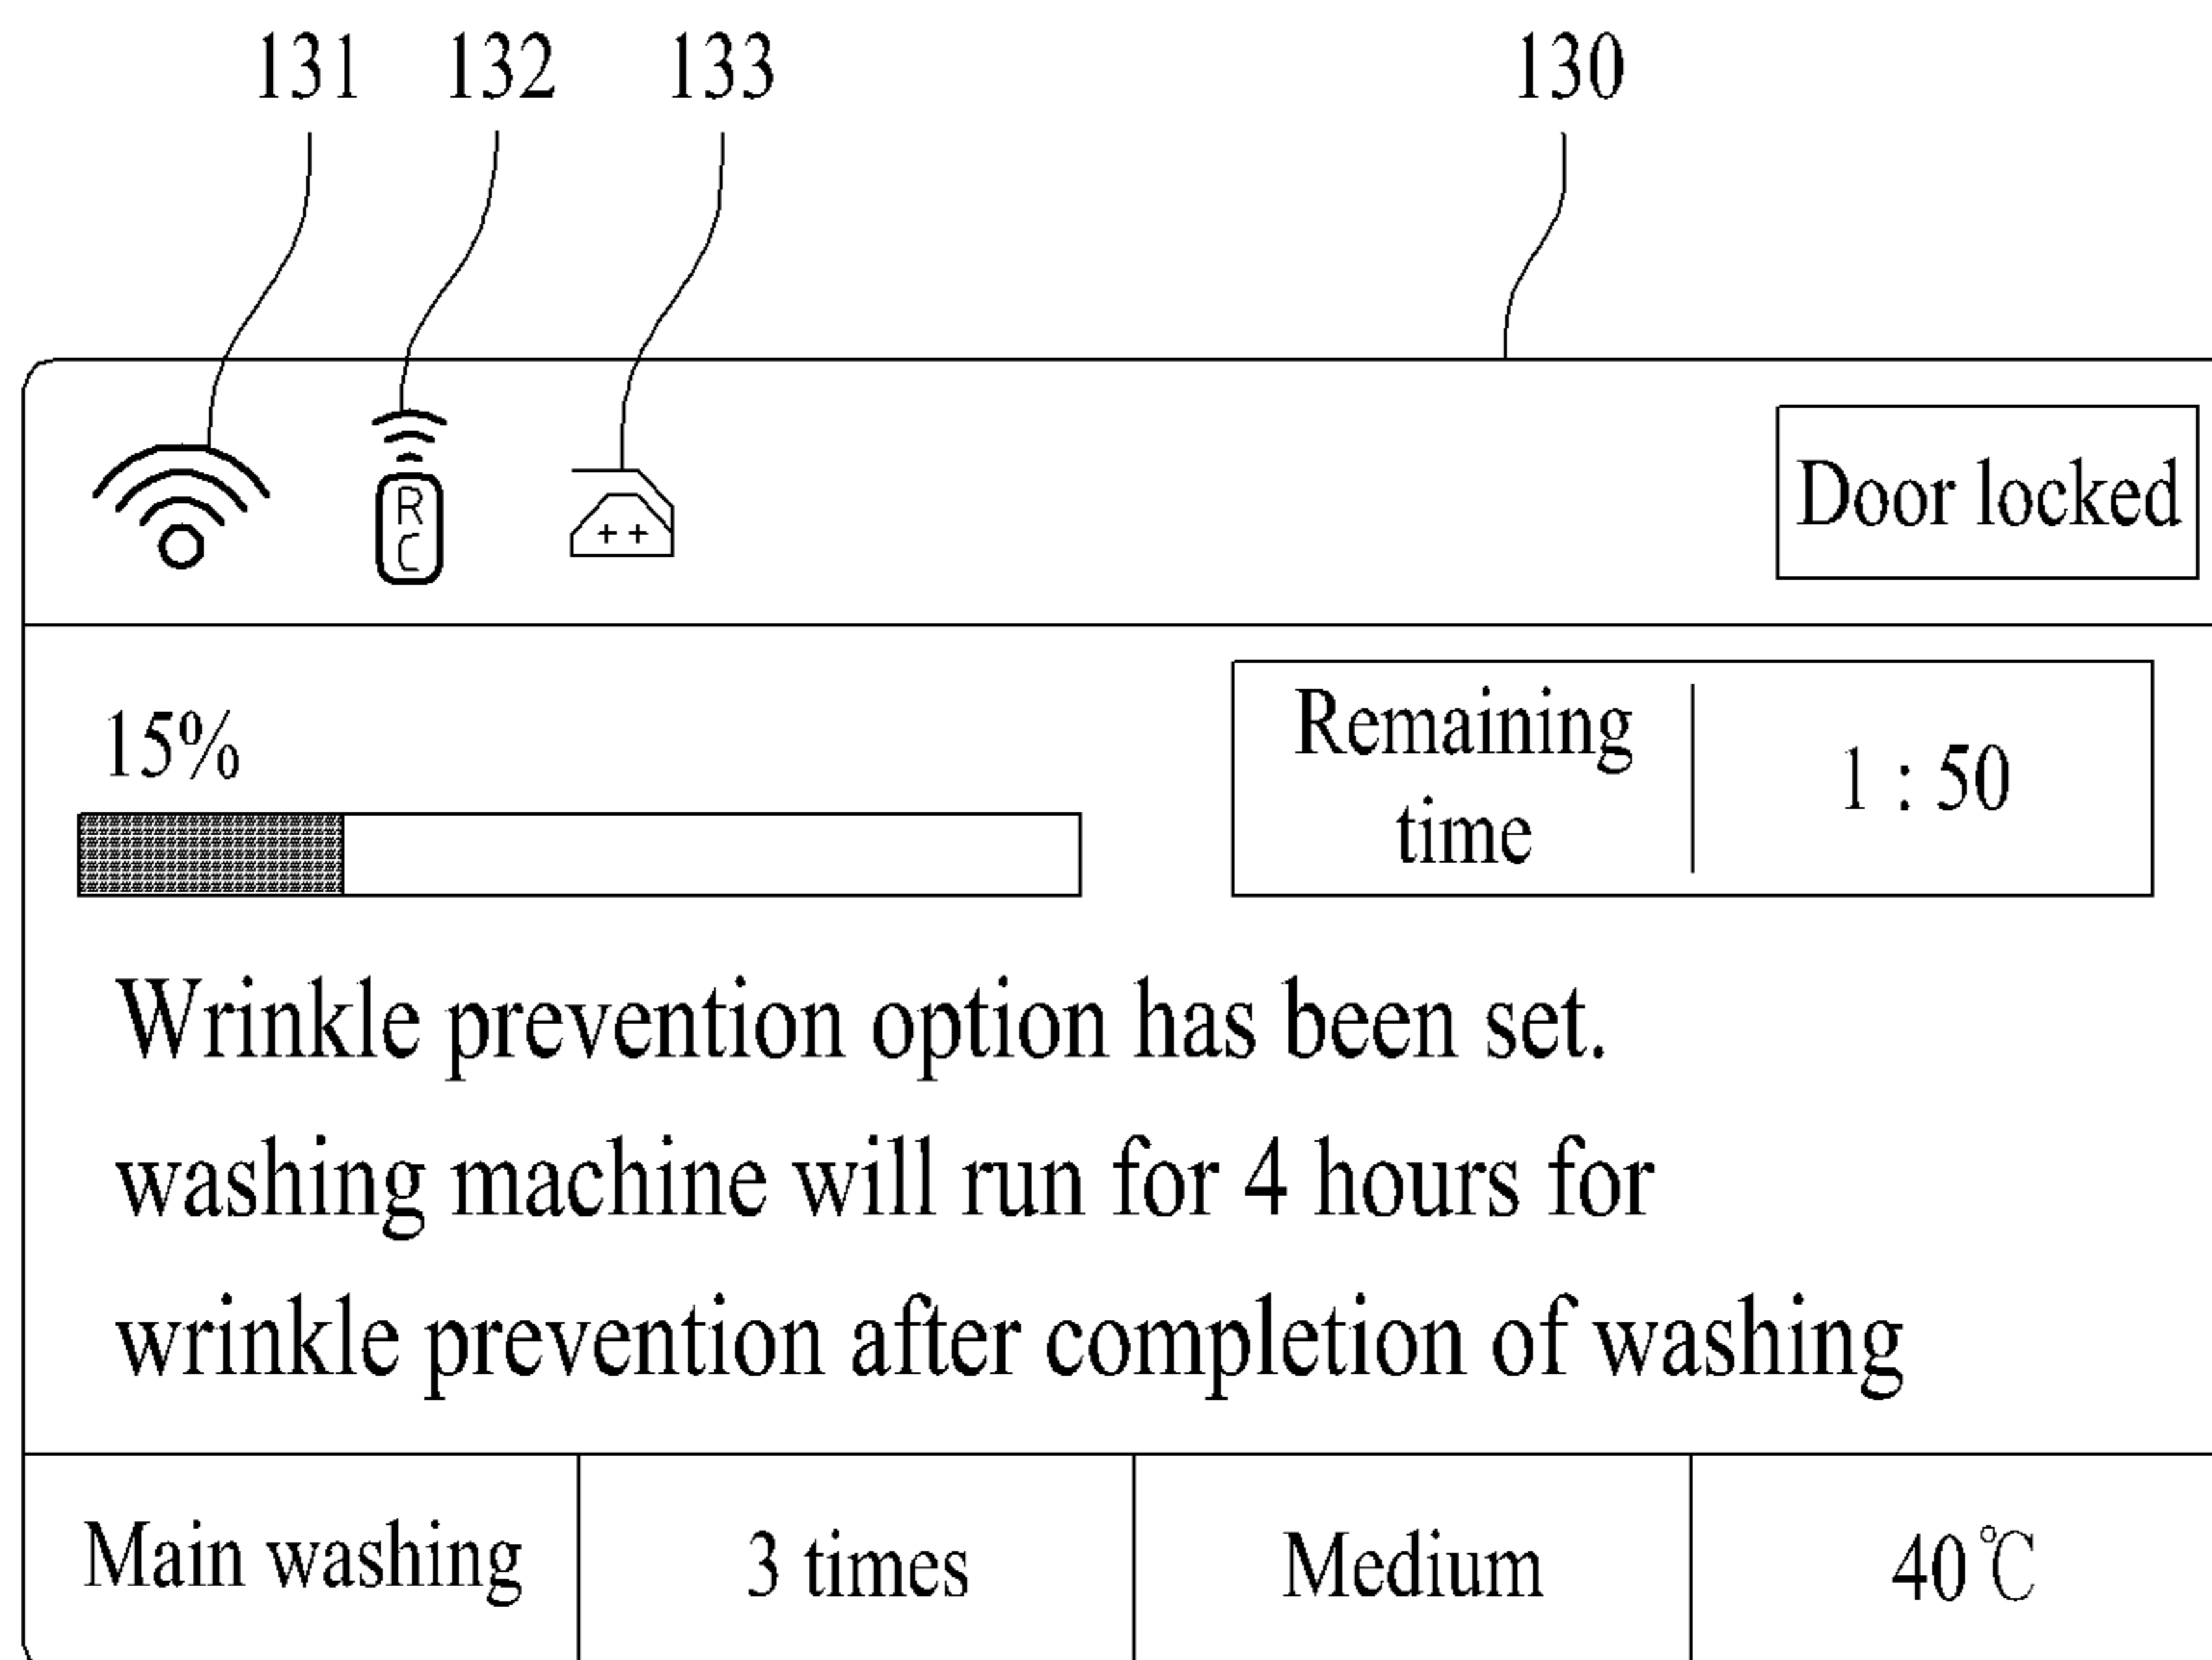 131 132 133 130
R
C
Door locked
15%
Remaining
time
1 : 50
Wrinkle prevention option has been set.
washing machine will run for 4 hours for
wrinkle prevention after completion of washing
Main washing 3 times Medium 40℃